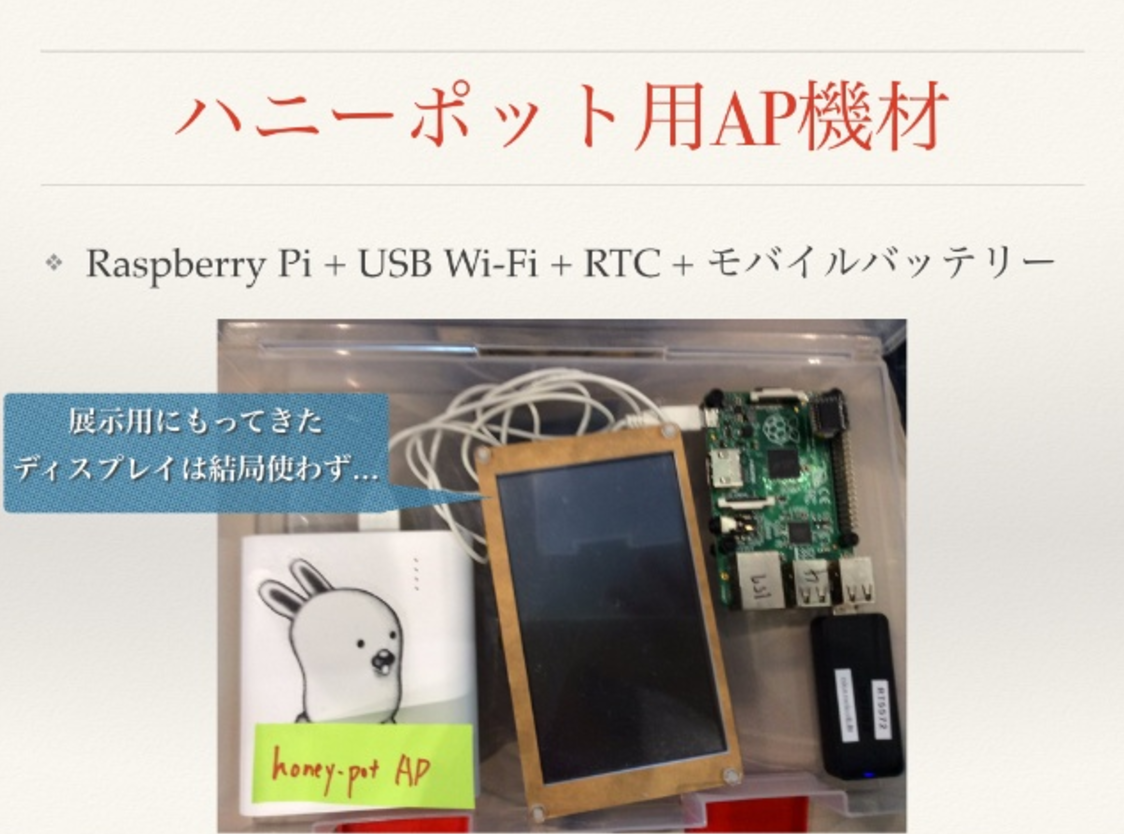 ハニーポット用AP機材
Raspberry Pi + USB Wi-Fi + RTC + モバイルバッテリー
展示用にもってきた
ディスプレイは結局使わず...
honey-pot AP